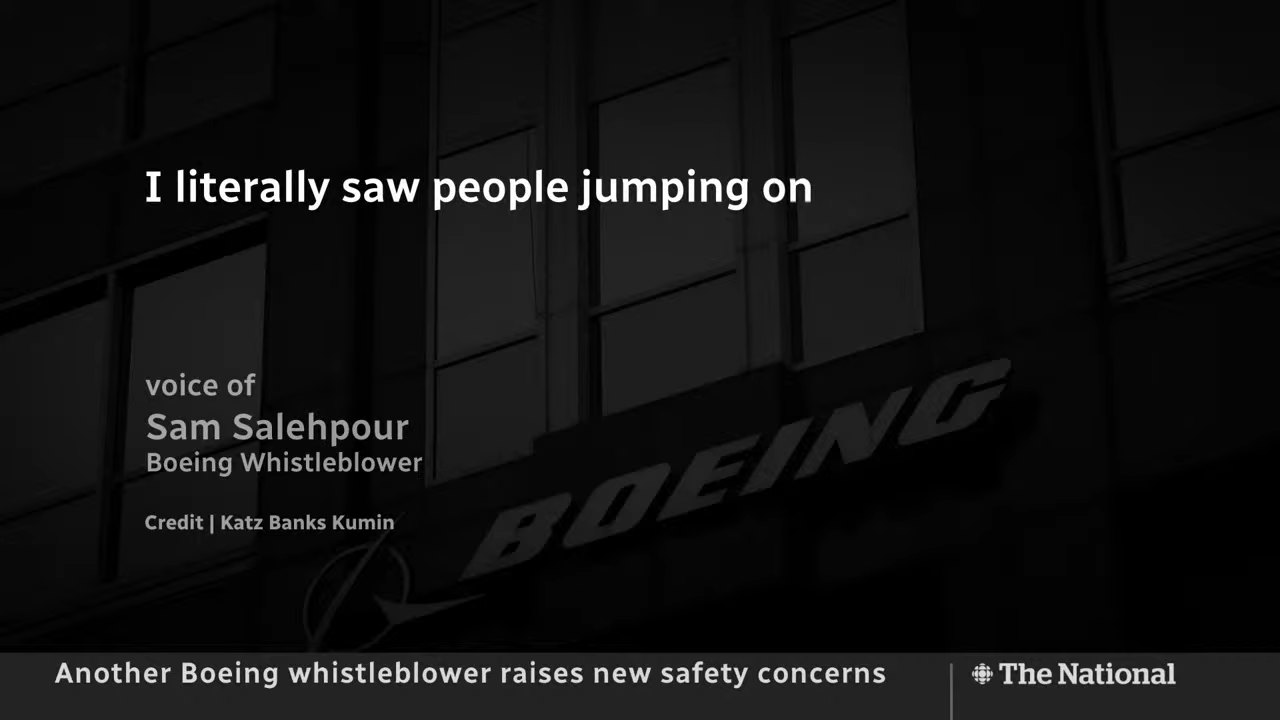 I literally saw people jumping on
voice of
Sam Salehpour
Boeing Whistleblower
Credit | Katz Banks Kumin
BOEING
Another Boeing whistleblower raises new safety concerns
The National